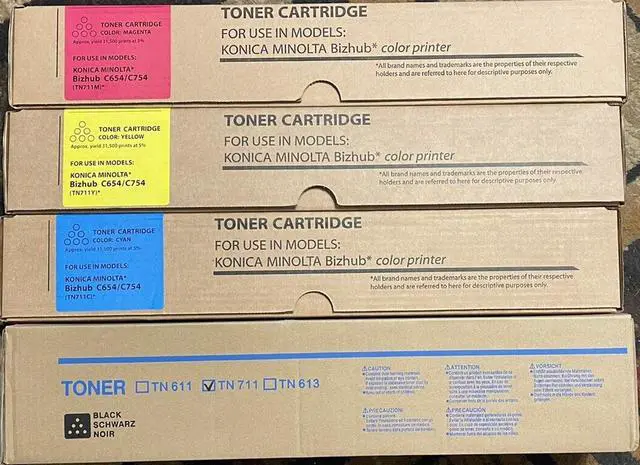 TONER CARTRIDGE
COLOR: MAGENTA
Approx. yield 31,500 prints at 5%
FOR USE IN MODELS:
KONICA MINOLTA*
Bizhub C654/C754
(TN711M)*
TONER CARTRIDGE
FOR USE IN MODELS:
KONICA MINOLTA Bizhub* color printer
*All brand names and trademarks are the properties of their respective
holders and are referred to here for descriptive purposes only.
TONER CARTRIDGE
COLOR: YELLOW
Approx. yield 31,500 prints at 5%
FOR USE IN MODELS:
KONICA MINOLTA*
Bizhub C654/C754
(TN711Y)*
TONER CARTRIDGE
FOR USE IN MODELS:
KONICA MINOLTA Bizhub* color printer
*All brand names and trademarks are the properties of their respective
holders and are referred to here for descriptive purposes only.
TONER CARTRIDGE
COLOR: CYAN
Approx. yield 31,500 prints at 5%
FOR USE IN MODELS:
KONICA MINOLTA*
Bizhub C654/C754
(TN711C)*
TONER CARTRIDGE
FOR USE IN MODELS:
KONICA MINOLTA Bizhub* color printer
*All brand names and trademarks are the properties of their respective
holders and are referred to here for descriptive purposes only.
TONER TN 611 TN 711 TN 613
BLACK
SCHWARZ
NOIR
CAUTION
ATTENTION
VORSICHT
PRECAUZIONI
PRECAUCIÓN